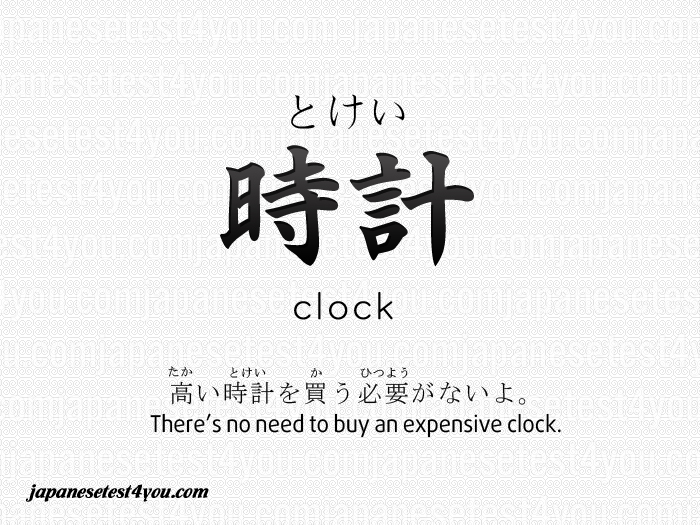 とけい
時計
clock
たか とけい か ひつよう
高い時計を買う必要がないよ。
There's no need to buy an expensive clock.
japanesetest4you.com